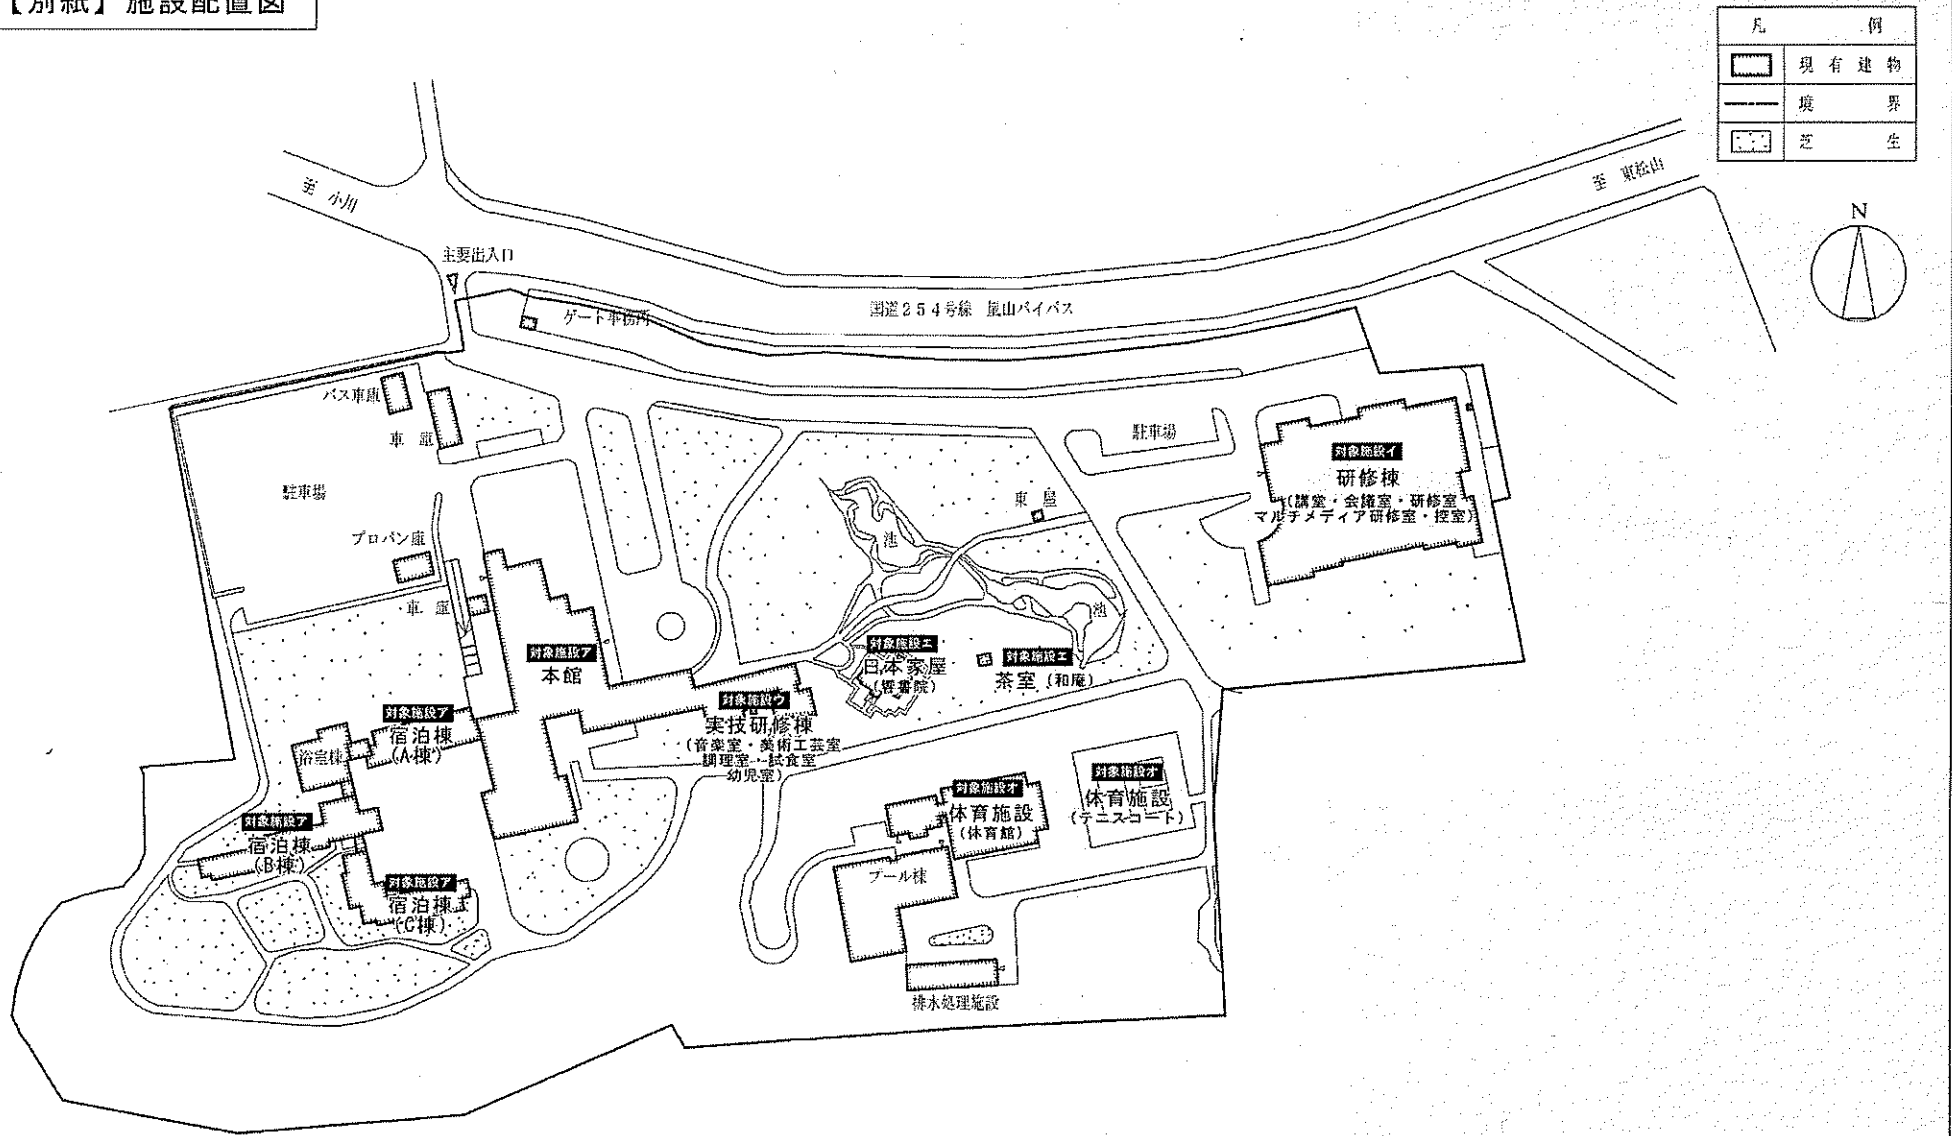 【別紙】施設配置図
凡 例
現有建物
境 界
芝 生
N
至 小川
至 東松山
主要出入口
国道254号線 嵐山バイパス
ゲート事務所
バス車庫
車 庫
駐車場
駐車場
プロパン庫
車 庫
東 屋
池
池
対象施設イ
研修棟
(講堂・会議室・研修室
マルチメディア研修室・控室)
対象施設ア
本館
対象施設エ
日本家屋
対象施設エ
茶室(和庵)
対象施設ウ
実技研修棟
(音楽室・美術工芸室
調理室・試食室
幼児室)
対象施設ア
宿泊棟
(A棟)
浴室棟
対象施設ア
宿泊棟
(B棟)
対象施設ア
宿泊棟
(C棟)
対象施設オ
体育施設
(体育館)
対象施設オ
体育施設
(テニスコート)
プール棟
排水処理施設